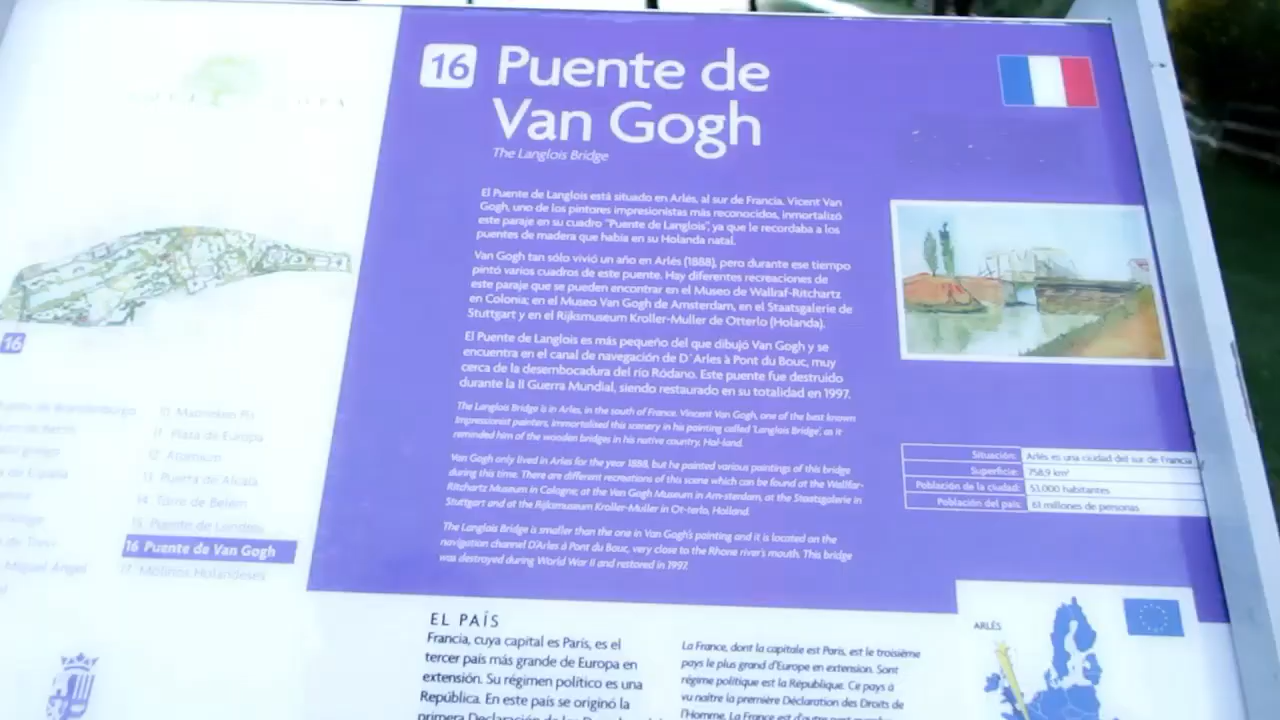 16
Puente de
Van Gogh
The Langlois Bridge
El Puente de Langlois está situado en Arlés, al sur de Francia. Vicent Van
Gogh, uno de los pintores impresionistas más reconocidos, inmortalizó
este paraje en su cuadro "Puente de Langlois", ya que le recordaba a los
puentes de madera que había en su Holanda natal.
Van Gogh tan sólo vivió un año en Arlés (1888), pero durante ese tiempo
pintó varios cuadros de este puente. Hay diferentes recreaciones de
este paraje que se pueden encontrar en el Museo de Wallraf-Ritchartz
en Colonia; en el Museo Van Gogh de Amsterdam, en el Staatsgalerie de
Stuttgart y en el Rijksmuseum Kroller-Muller de Otterlo (Holanda).
El Puente de Langlois es más pequeño del que dibujó Van Gogh y se
encuentra en el canal de navegación de D´Arles à Pont du Bouc, muy
cerca de la desembocadura del río Ródano. Este puente fue destruido
durante la II Guerra Mundial, siendo restaurado en su totalidad en 1997.
The Langlois Bridge is in Arles, in the south of France. Vincent Van Gogh, one of the best known
Impressionist painters, immortalised this scenery in his painting called 'Langlois Bridge', as it
reminded him of the wooden bridges in his native country, Hol-land.
Van Gogh only lived in Arles for the year 1888, but he painted various paintings of this bridge
during this time. There are different recreations of this scene which can be found at the Wallfar-
Ritchartz Museum in Cologne; at the Van Gogh Museum in Am-sterdam, at the Staatsgalerie in
Stuttgart and at the Rijksmuseum Kroller-Muller in Ot-terlo, Holland.
The Langlois Bridge is smaller than the one in Van Gogh's painting and it is located on the
navigation channel D'Arles à Pont du Bouc, very close to the Rhone river's mouth. This bridge
was destroyed during World War II and restored in 1997.
Situación: Arlés es una ciudad del sur de Francia
Superficie: 758,9 km²
Población de la ciudad: 53.000 habitantes
Población del país: 61 millones de personas
16
10 Manneken Pis
11 Plaza de Europa
12 Atomium
13 Puerta de Alcalá
14 Torre de Belém
15 Puente de Londres
16 Puente de Van Gogh
17 Molinos Holandeses
Miguel Angel
EL PAÍS
Francia, cuya capital es París, es el
tercer país más grande de Europa en
extensión. Su régimen político es una
República. En este país se originó la
primera
La France, dont la capitale est Paris, est le troisième
pays le plus grand d'Europe en extension. Sont
régime politique est la République. Ce pays à
vu naître la première Déclaration des Droits de
l'Homme. La France est
ARLÉS